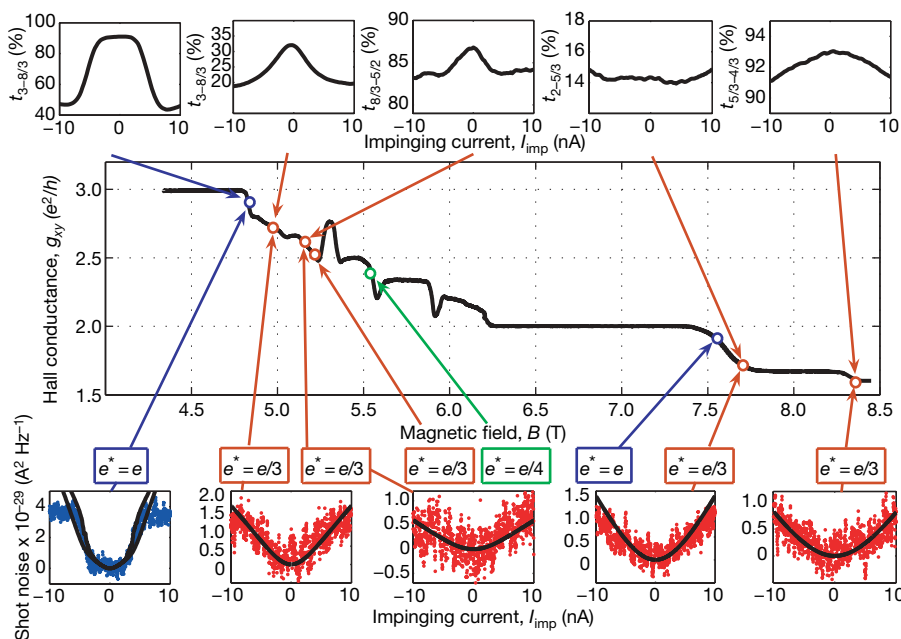 t3–8/3 (%)
100
80
60
40
–10 0 10
t3–8/3 (%)
40
35
30
25
20
–10 0 10
t8/3–5/2 (%)
90
85
80
–10 0 10
t2–5/3 (%)
18
16
14
–10 0 10
t5/3–4/3 (%)
94
92
91
–10 0 10
Impinging current, Iimp (nA)
Hall conductance, gxy (e²/h)
3.0
2.5
2.0
1.5
4.5 5.0 5.5 6.0 6.5 7.0 7.5 8.0 8.5
Magnetic field, B (T)
e* = e
e* = e/3
e* = e/3
e* = e/3
e* = e/4
e* = e
e* = e/3
e* = e/3
Shot noise x 10–29 (A2 Hz–1)
4
2
0
–10 0 10
2.0
1.5
1.0
0.5
0
–10 0 10
1.0
0.5
0
–0.5
–10 0 10
1.5
1.0
0.5
0
–10 0 10
1.0
0.5
0
–10 0 10
Impinging current, Iimp (nA)